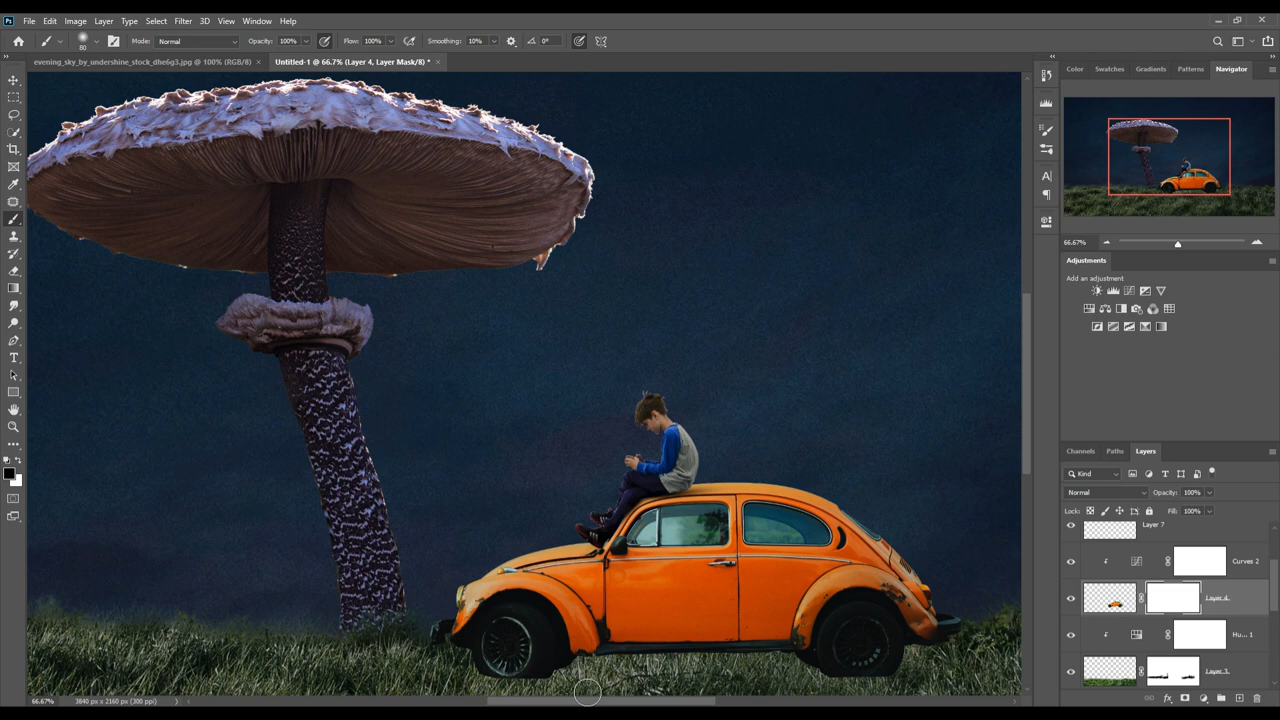 Ps File Edit Image Layer Type Select Filter 3D View Window Help
80 Mode: Normal Opacity: 100% Flow: 100% Smoothing: 10% 0°
evening_sky_by_undershine_stock_dhe6g3.jpg @ 100% (RGB/8) × Untitled-1 @ 66.7% (Layer 4, Layer Mask/8) * ×
Color Swatches Gradients Patterns Navigator
66.67%
Adjustments
Add an adjustment
Channels Paths Layers
Kind
Normal Opacity: 100%
Lock: Fill: 100%
Layer 7
Curves 2
Layer 4
Hu... 1
Layer 3
66.67% 3840 px x 2160 px (300 ppi)